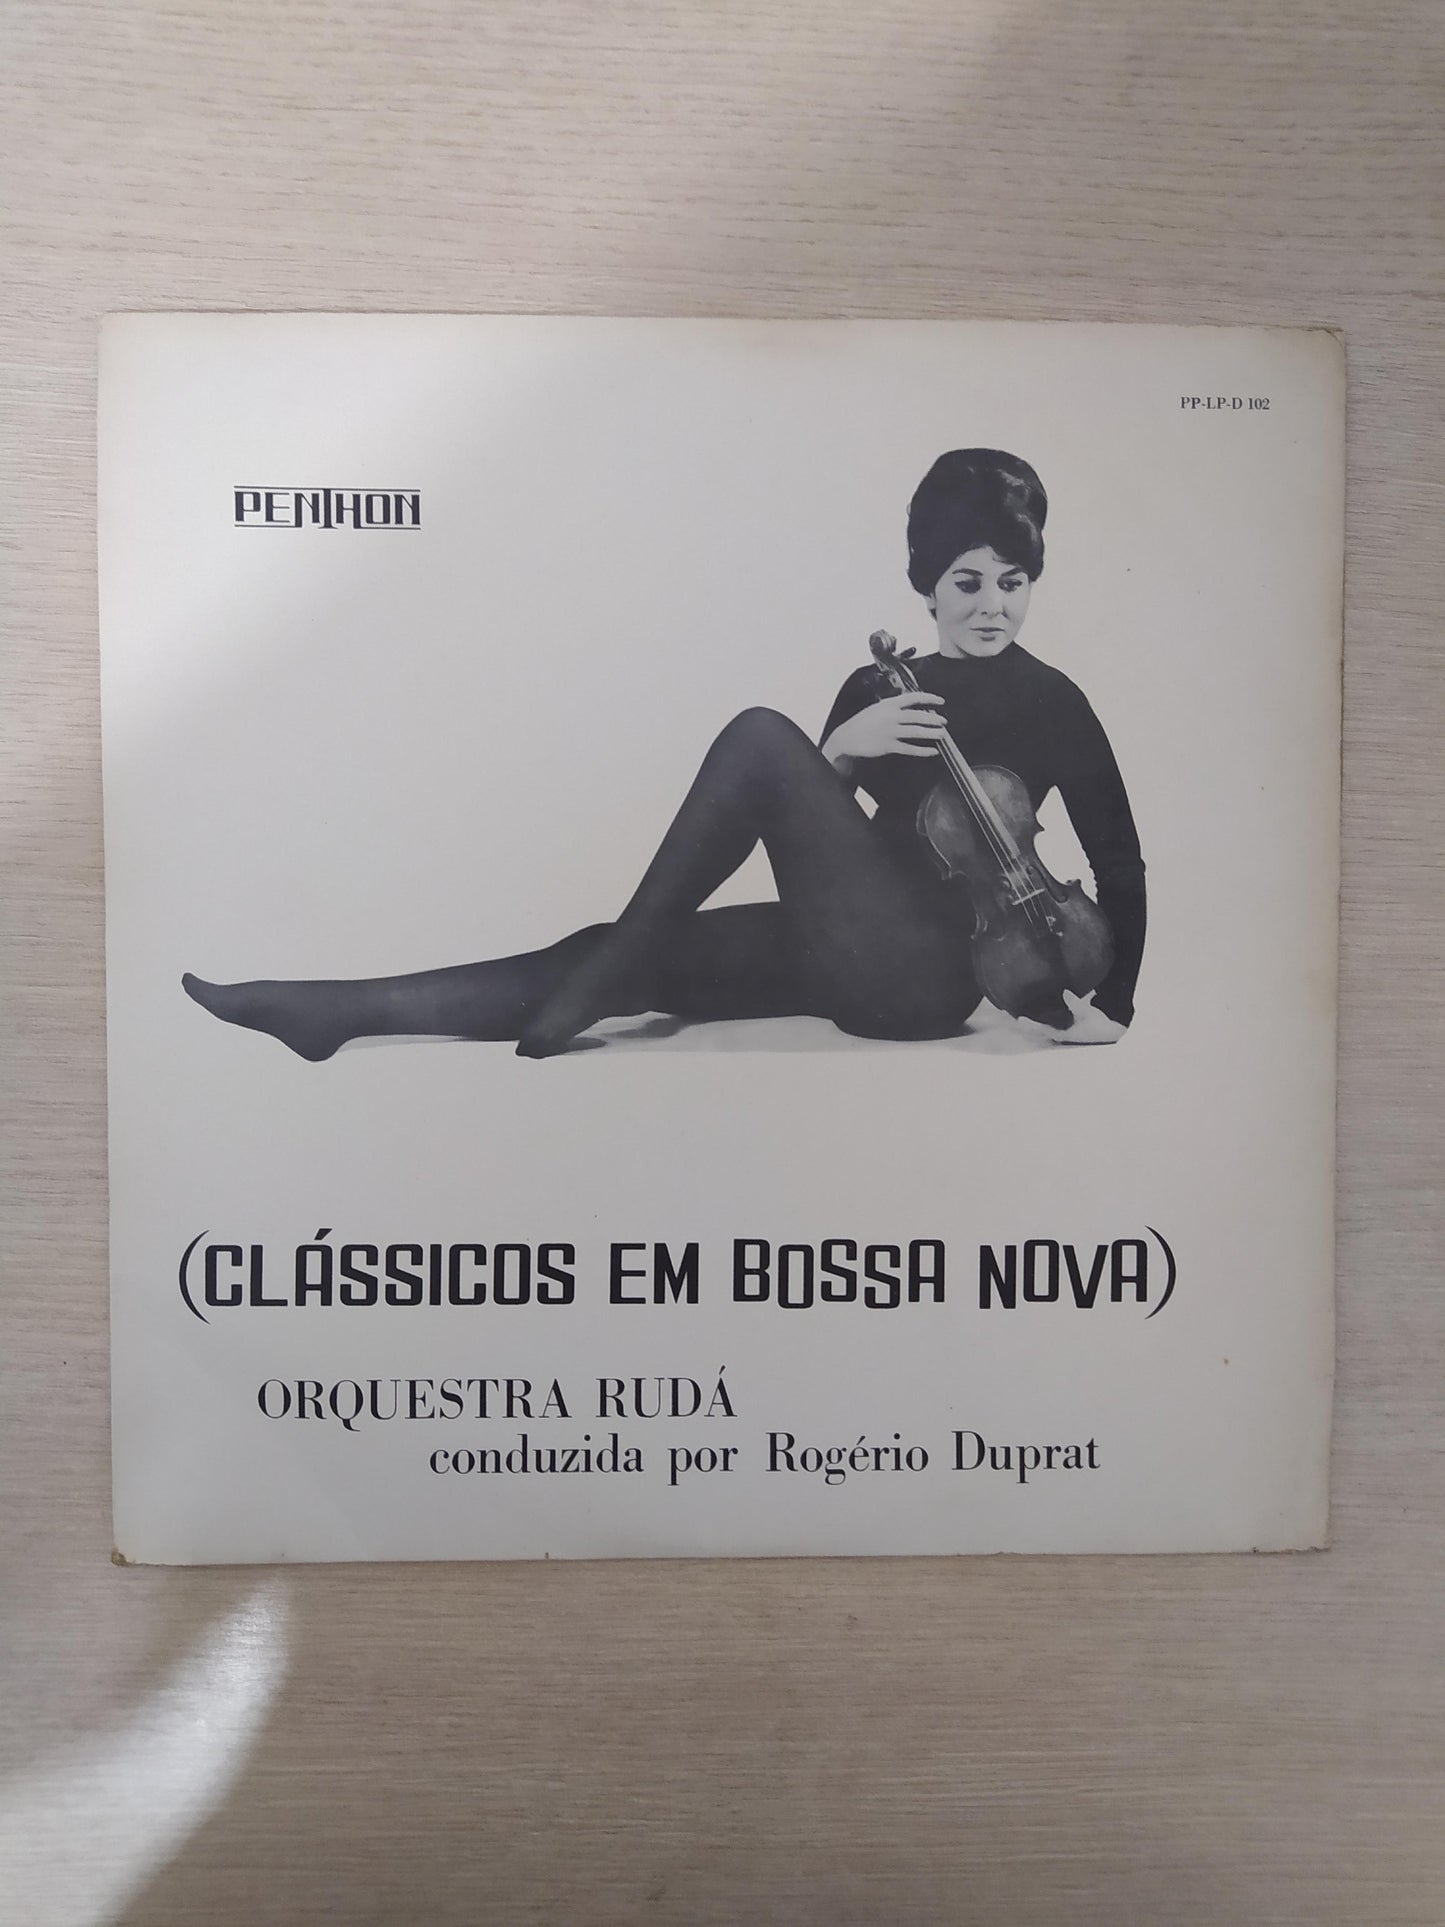 PP-LP-D 102
PENTHON
(CLÁSSICOS EM BOSSA NOVA)
ORQUESTRA RUDÁ
conduzida por Rogério Duprat